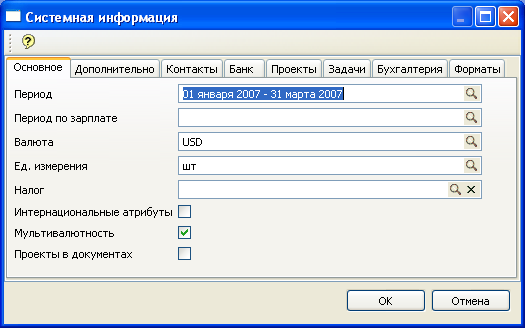 Системная информация
Основное Дополнительно Контакты Банк Проекты Задачи Бухгалтерия Форматы
Период 01 января 2007 - 31 марта 2007
Период по зарплате
Валюта USD
Ед. измерения шт
Налог
Интернациональные атрибуты
Мультивалютность
Проекты в документах
OK Отмена